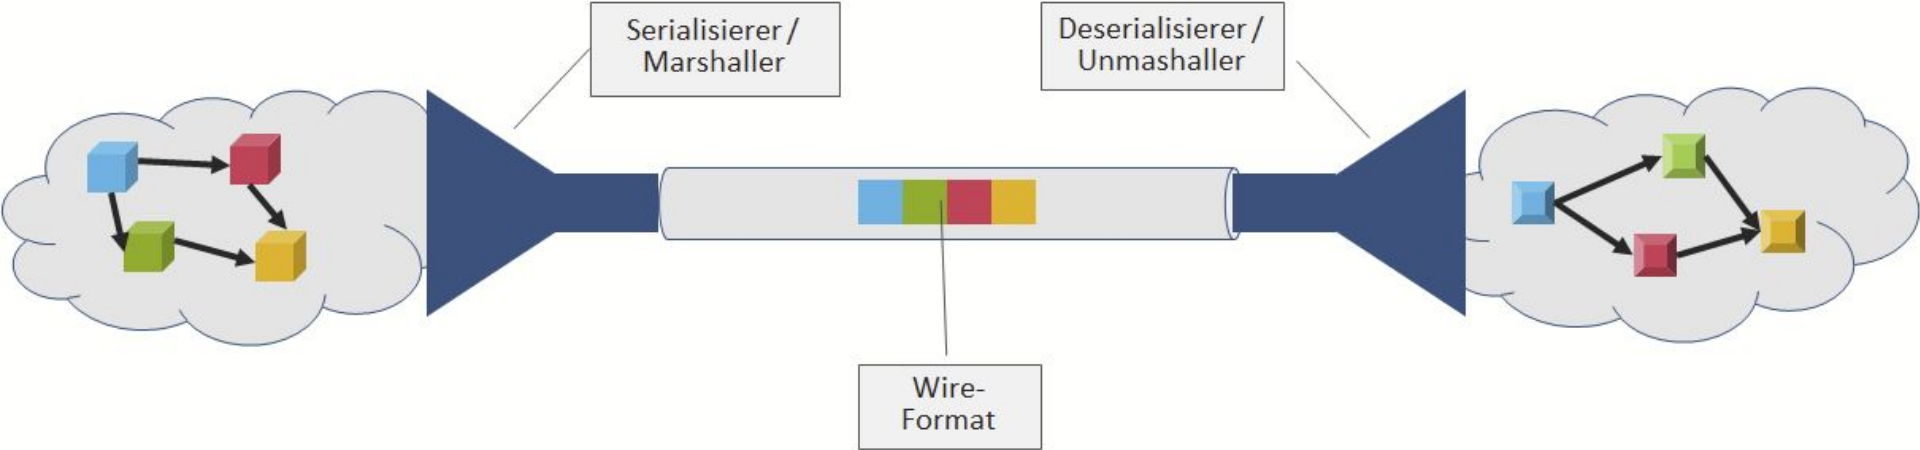 Serialisierer /
Marshaller
Deserialisierer /
Unmashaller
Wire-
Format